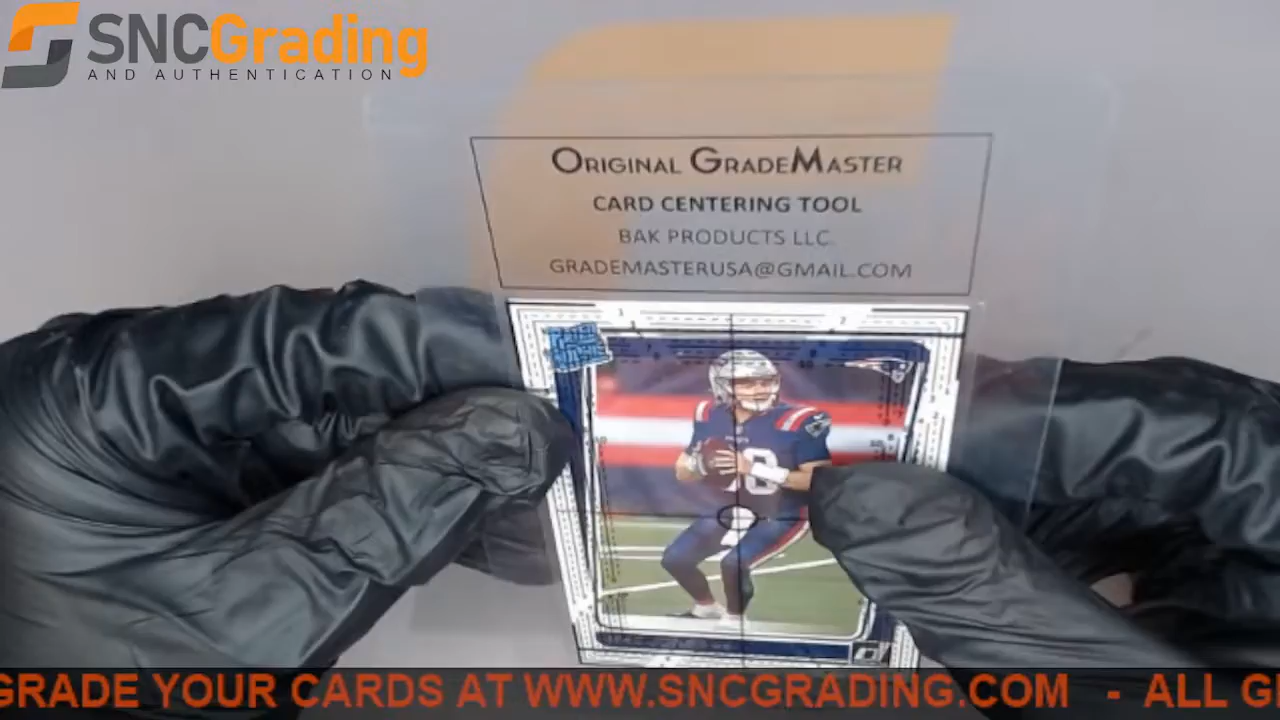 SNCGrading
AND AUTHENTICATION
ORIGINAL GRADEMASTER
CARD CENTERING TOOL
BAK PRODUCTS LLC.
GRADEMASTERUSA@GMAIL.COM
GRADE YOUR CARDS AT WWW.SNCGRADING.COM - ALL G